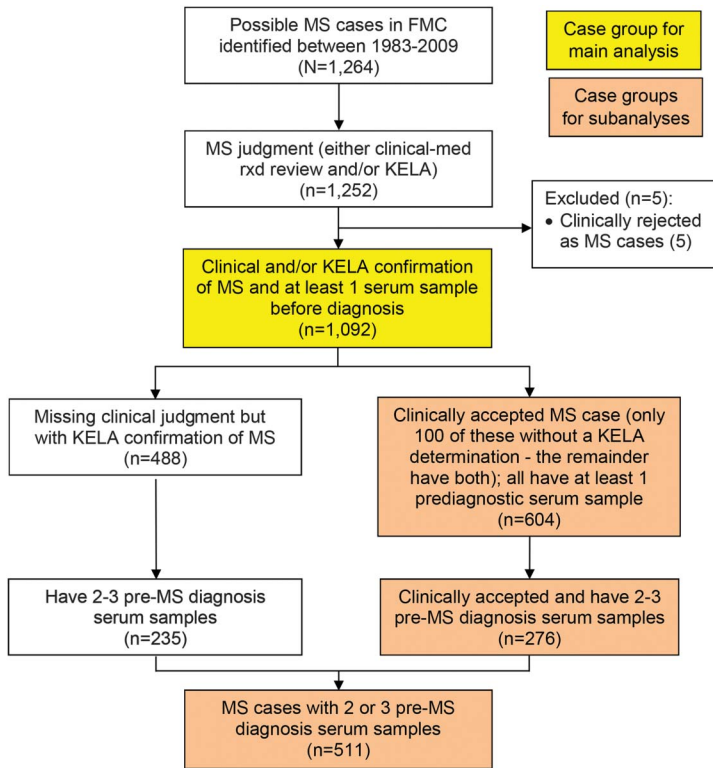 Possible MS cases in FMC
identified between 1983-2009
(N=1,264)
Case group for
main analysis
Case groups
for subanalyses
MS judgment (either clinical-med
rxd review and/or KELA)
(n=1,252)
Excluded (n=5):
• Clinically rejected
as MS cases (5)
Clinical and/or KELA confirmation
of MS and at least 1 serum sample
before diagnosis
(n=1,092)
Missing clinical judgment but
with KELA confirmation of MS
(n=488)
Clinically accepted MS case (only
100 of these without a KELA
determination - the remainder
have both); all have at least 1
prediagnostic serum sample
(n=604)
Have 2-3 pre-MS diagnosis
serum samples
(n=235)
Clinically accepted and have 2-3
pre-MS diagnosis serum samples
(n=276)
MS cases with 2 or 3 pre-MS
diagnosis serum samples
(n=511)